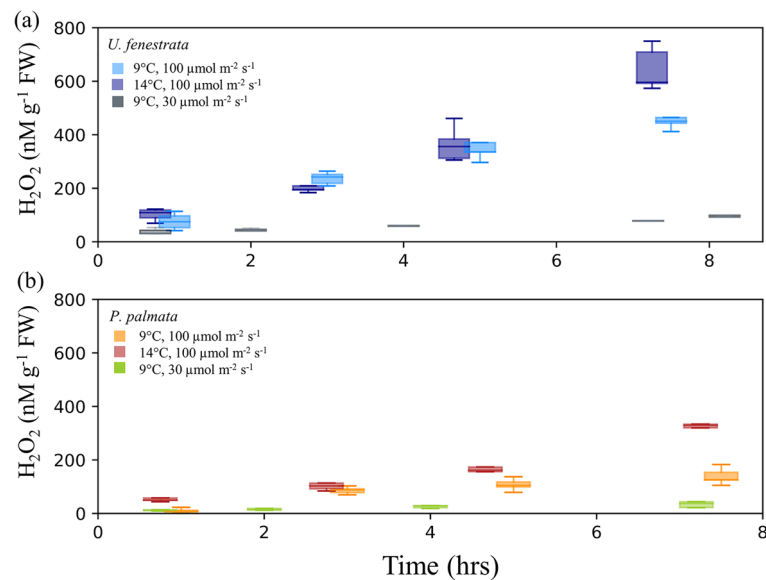 (a)
H₂O₂ (nM g⁻¹ FW)
800
600
400
200
0
U. fenestrata
9°C, 100 µmol m⁻² s⁻¹
14°C, 100 µmol m⁻² s⁻¹
9°C, 30 µmol m⁻² s⁻¹
0 2 4 6 8
(b)
H₂O₂ (nM g⁻¹ FW)
800
600
400
200
0
P. palmata
9°C, 100 µmol m⁻² s⁻¹
14°C, 100 µmol m⁻² s⁻¹
9°C, 30 µmol m⁻² s⁻¹
0 2 4 6 8
Time (hrs)